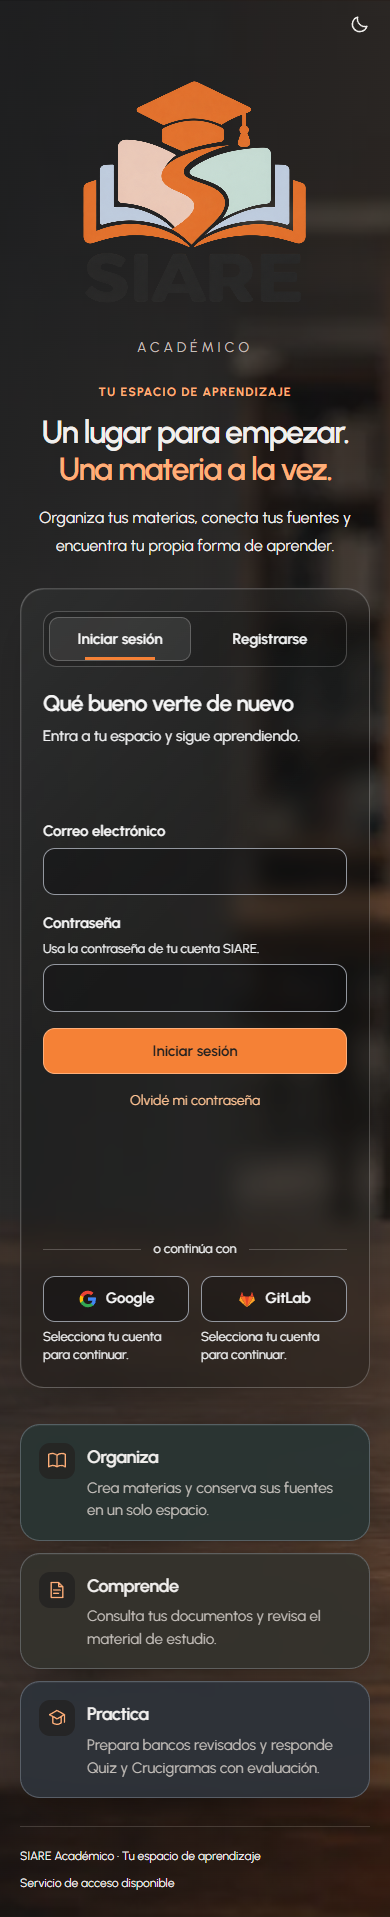 SIARE
ACADÉMICO
TU ESPACIO DE APRENDIZAJE
Un lugar para empezar.
Una materia a la vez.
Organiza tus materias, conecta tus fuentes y
encuentra tu propia forma de aprender.
Iniciar sesión
Registrarse
Qué bueno verte de nuevo
Entra a tu espacio y sigue aprendiendo.
Correo electrónico
Contraseña
Usa la contraseña de tu cuenta SIARE.
Iniciar sesión
Olvidé mi contraseña
o continúa con
Google
GitLab
Selecciona tu cuenta
para continuar.
Selecciona tu cuenta
para continuar.
Organiza
Crea materias y conserva sus fuentes
en un solo espacio.
Comprende
Consulta tus documentos y revisa el
material de estudio.
Practica
Prepara bancos revisados y responde
Quiz y Crucigramas con evaluación.
SIARE Académico · Tu espacio de aprendizaje
Servicio de acceso disponible